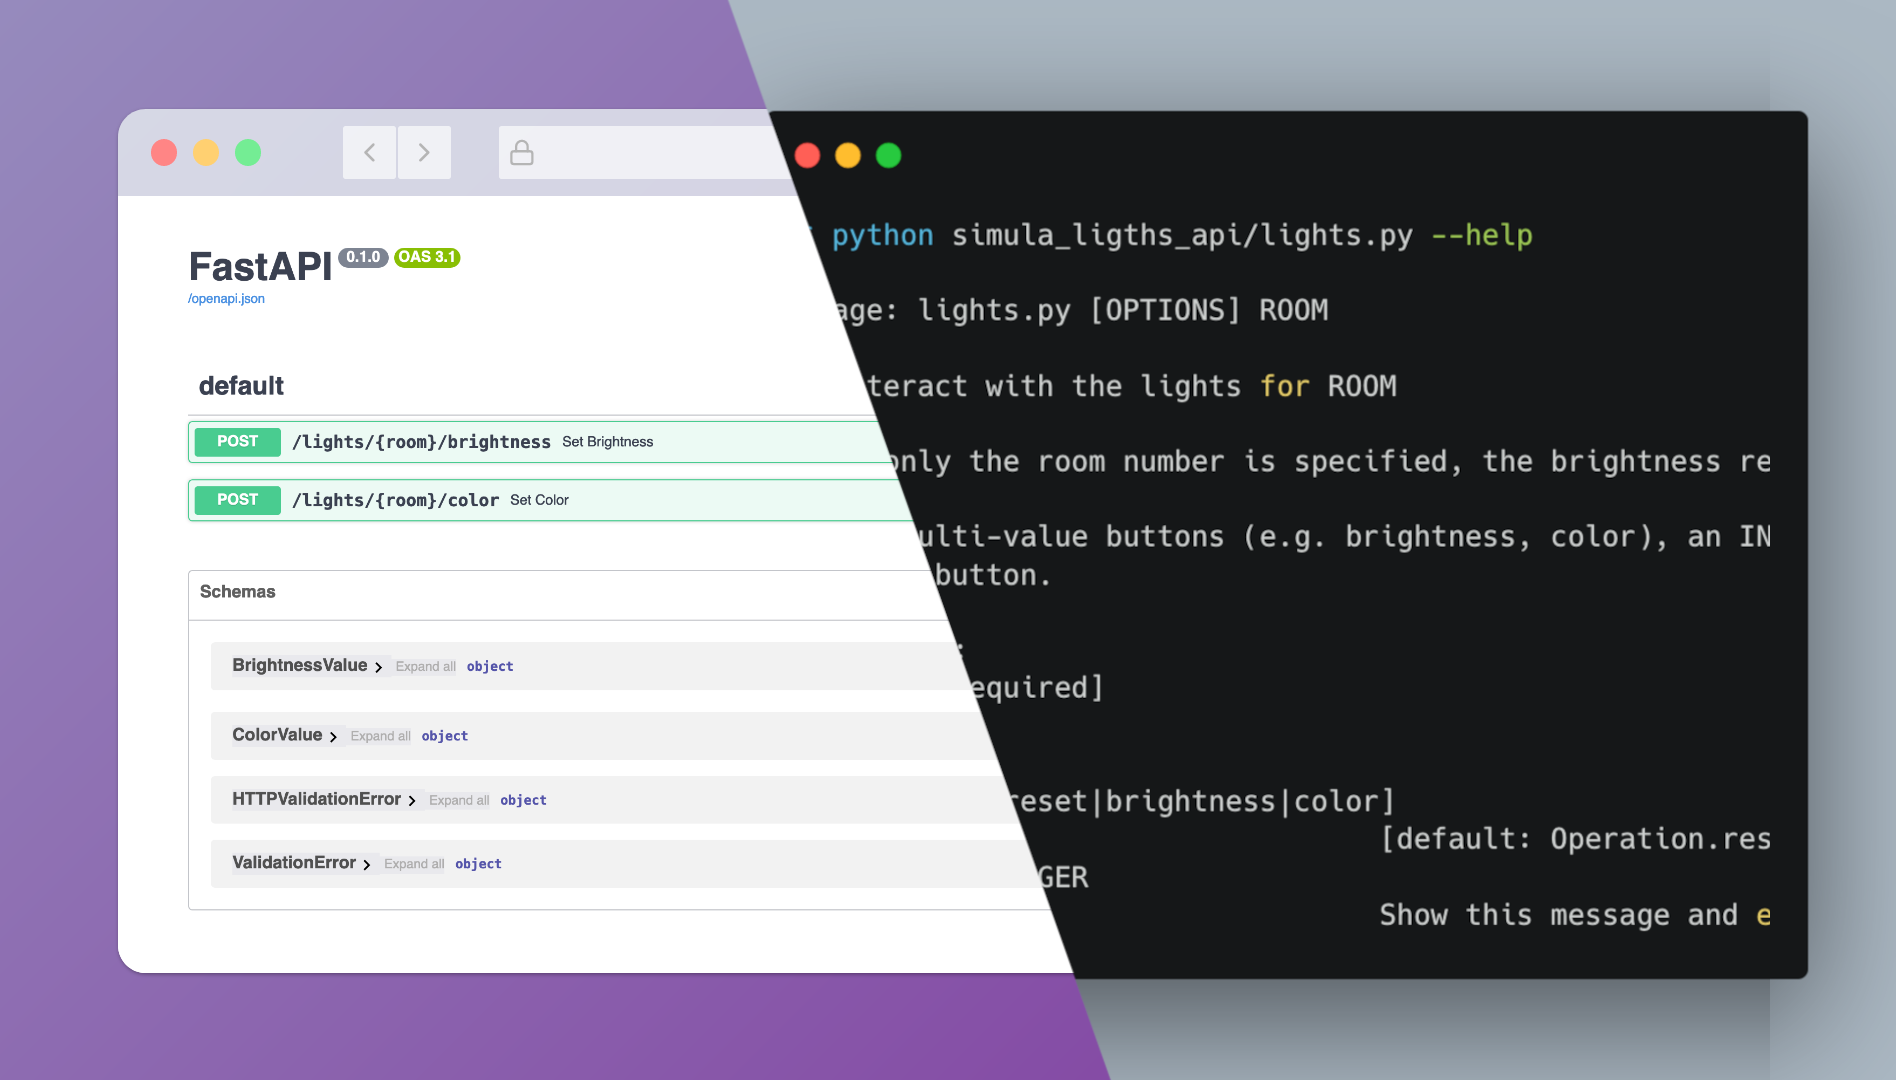 FastAPI 0.1.0 OAS 3.1
/openapi.json
default
POST /lights/{room}/brightness Set Brightness
POST /lights/{room}/color Set Color
Schemas
BrightnessValue > Expand all object
ColorValue > Expand all object
HTTPValidationError > Expand all object
ValidationError > Expand all object
python simula_ligths_api/lights.py --help
age: lights.py [OPTIONS] ROOM
teract with the lights for ROOM
only the room number is specified, the brightness re
ulti-value buttons (e.g. brightness, color), an IN
button.
equired]
reset|brightness|color]
[default: Operation.res
GER
Show this message and e